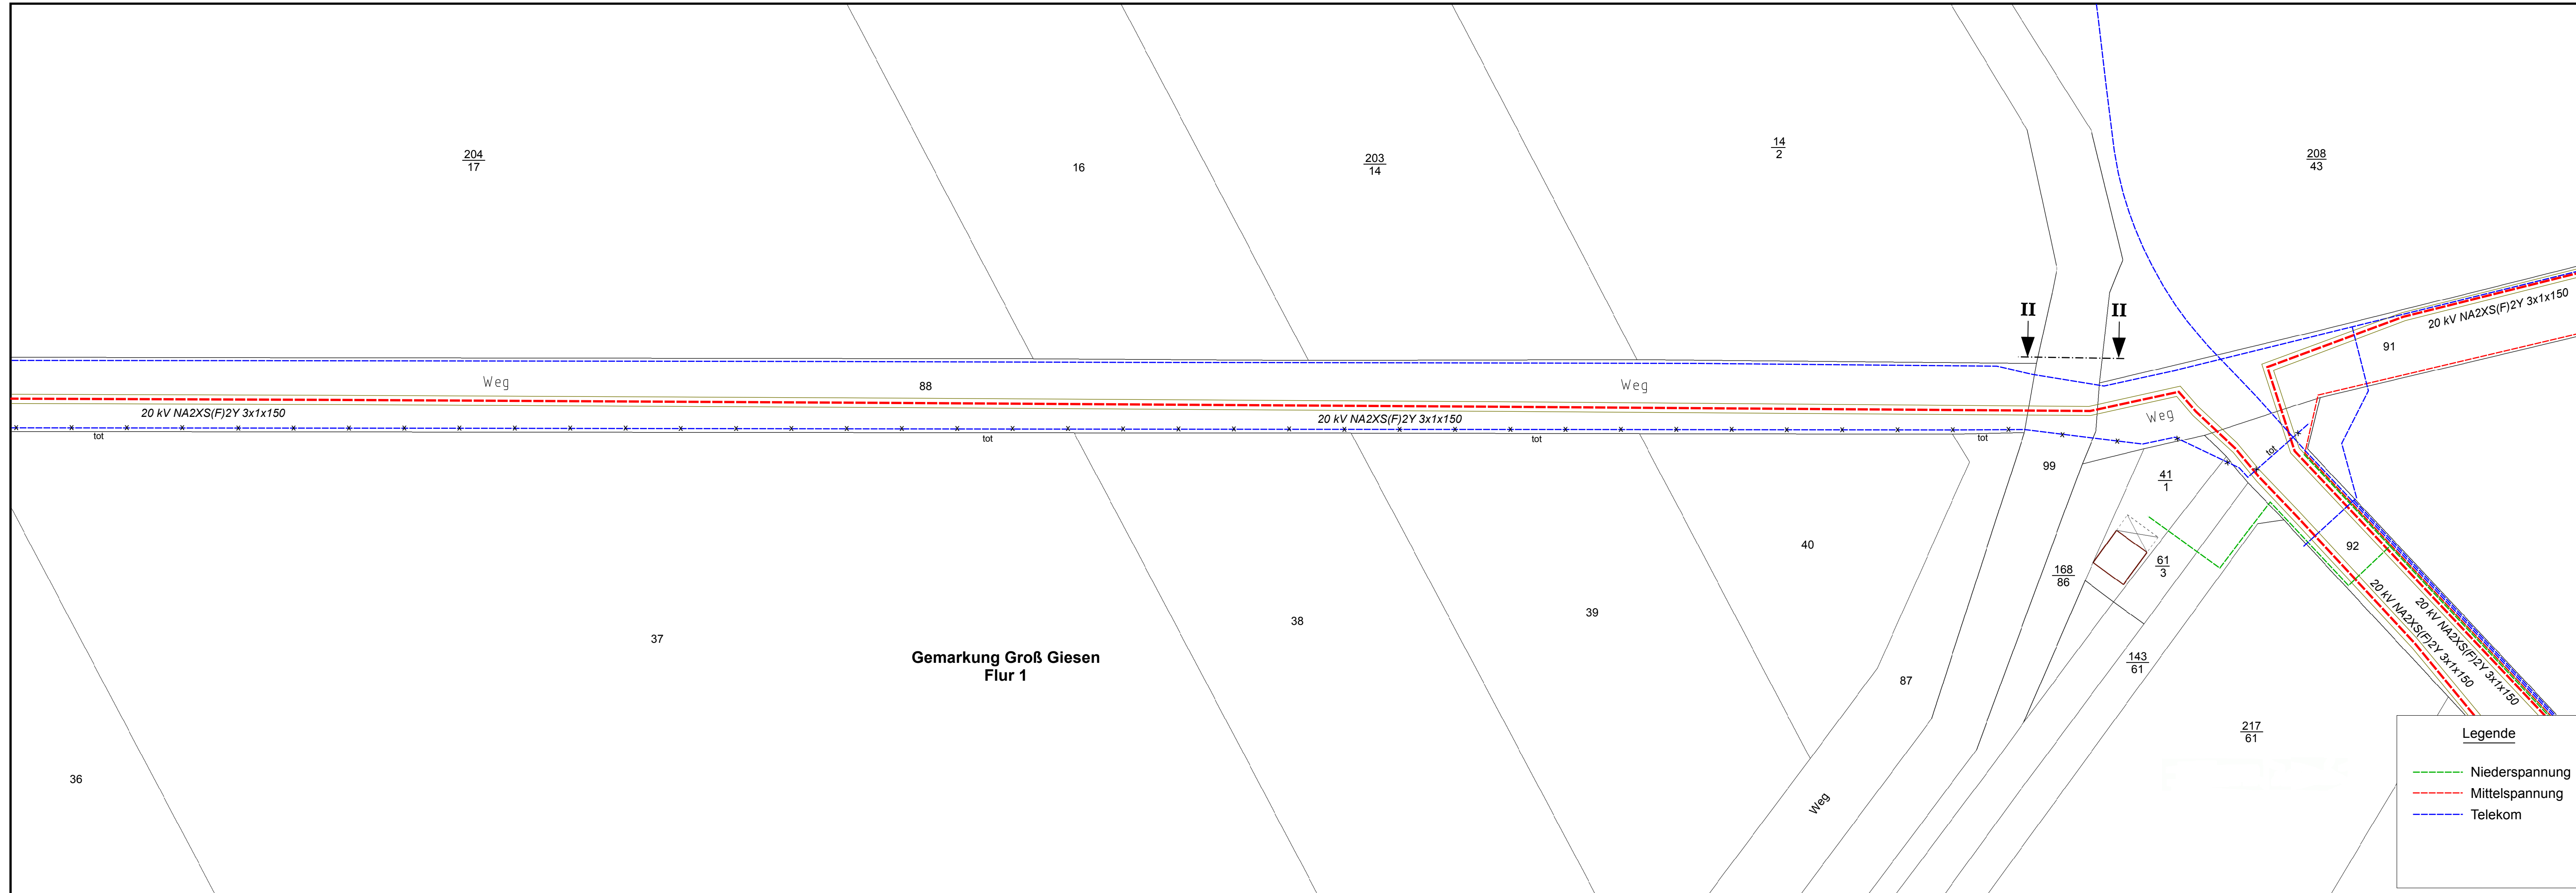 204
17
16
203
14
14
2
208
43
II
II
20 kV NA2XS(F)2Y 3x1x150
91
Weg
88
Weg
20 kV NA2XS(F)2Y 3x1x150
20 kV NA2XS(F)2Y 3x1x150
Weg
tot
tot
tot
tot
tot
99
41
1
40
92
168
86
61
3
39
38
37
Gemarkung Groß Giesen
Flur 1
20 kV NA2XS(F)2Y 3x1x150
20 kV NA2XS(F)2Y 3x1x150
143
61
87
217
61
36
Weg
Legende
Niederspannung
Mittelspannung
Telekom